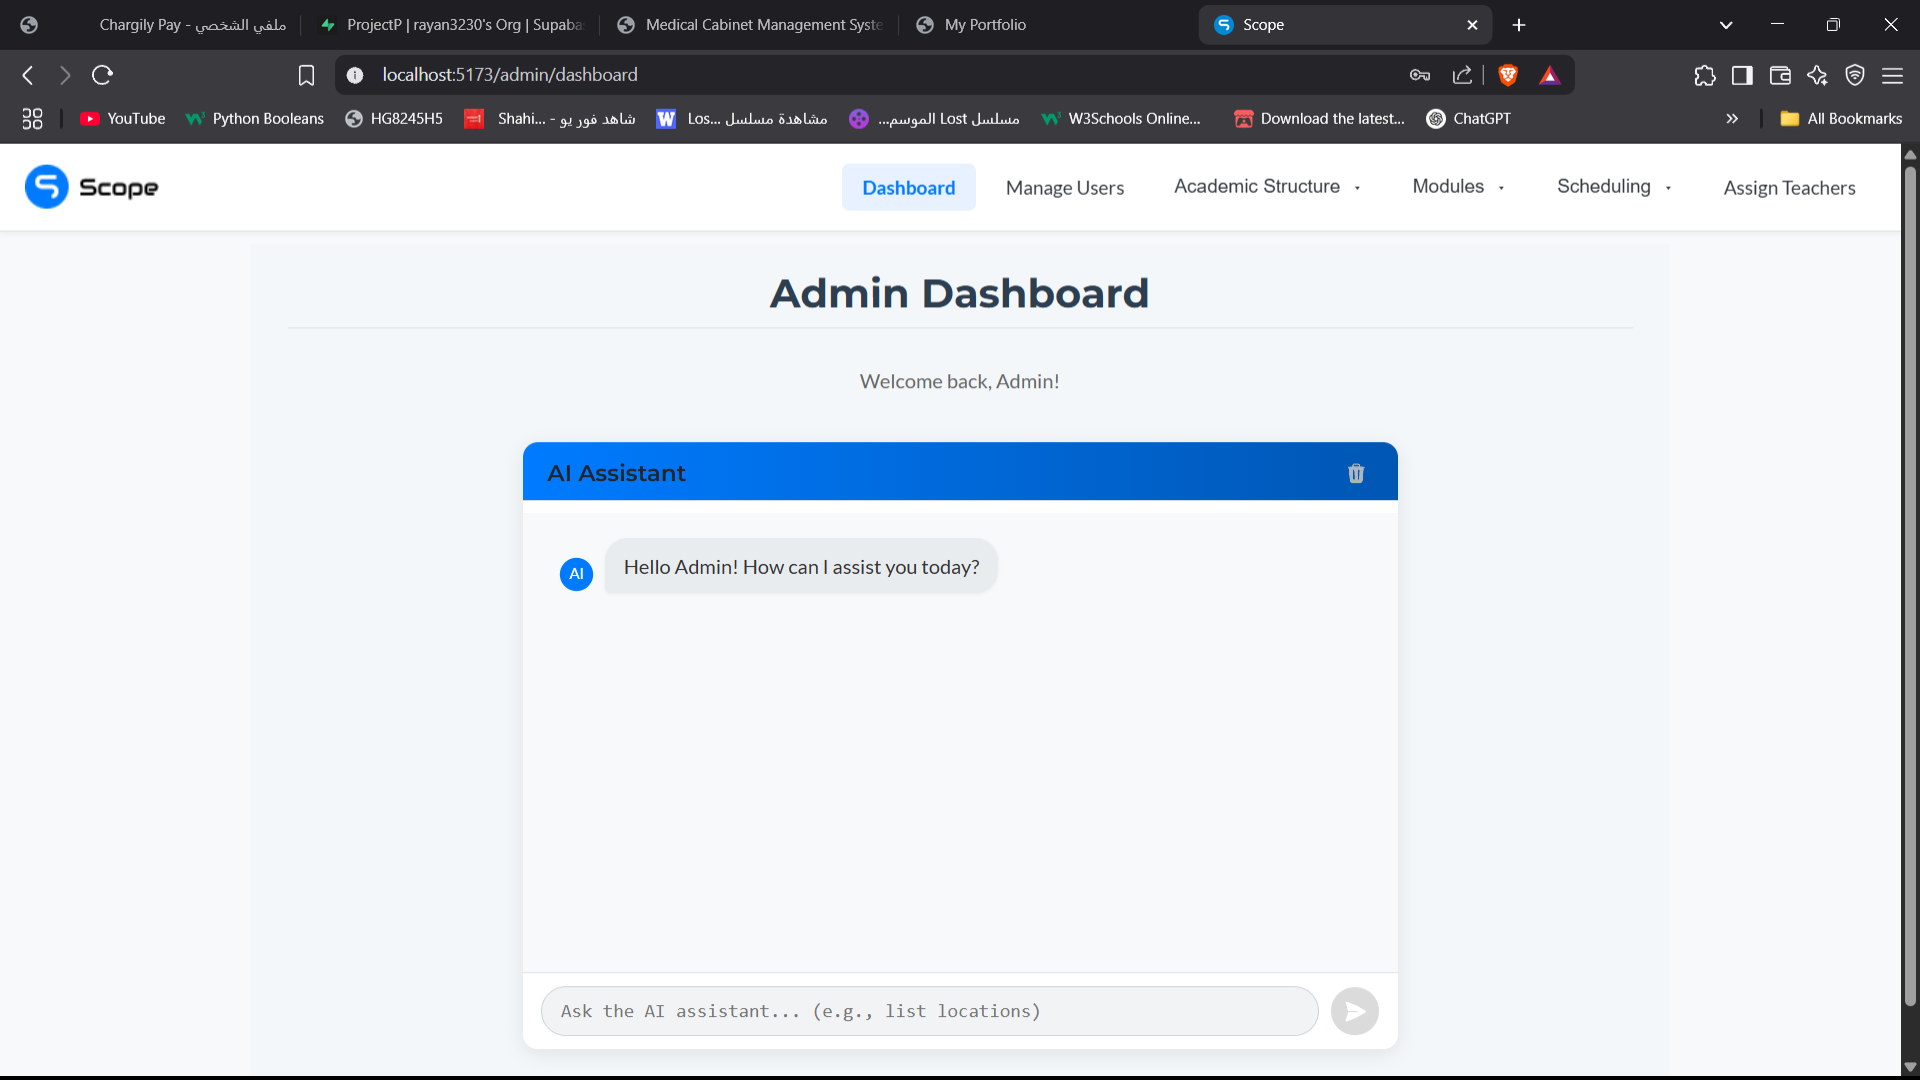 Chargily Pay - ملفي الشخصي
ProjectP | rayan3230's Org | Supaba
Medical Cabinet Management Syste
My Portfolio
Scope
localhost:5173/admin/dashboard
YouTube
Python Booleans
HG8245H5
Shahi... - شاهد فور يو
Los... مشاهدة مسلسل
...مسلسل Lost الموسم
W3Schools Online...
Download the latest...
ChatGPT
All Bookmarks
Scope
Dashboard
Manage Users
Academic Structure
Modules
Scheduling
Assign Teachers
Admin Dashboard
Welcome back, Admin!
AI Assistant
AI
Hello Admin! How can I assist you today?
Ask the AI assistant... (e.g., list locations)